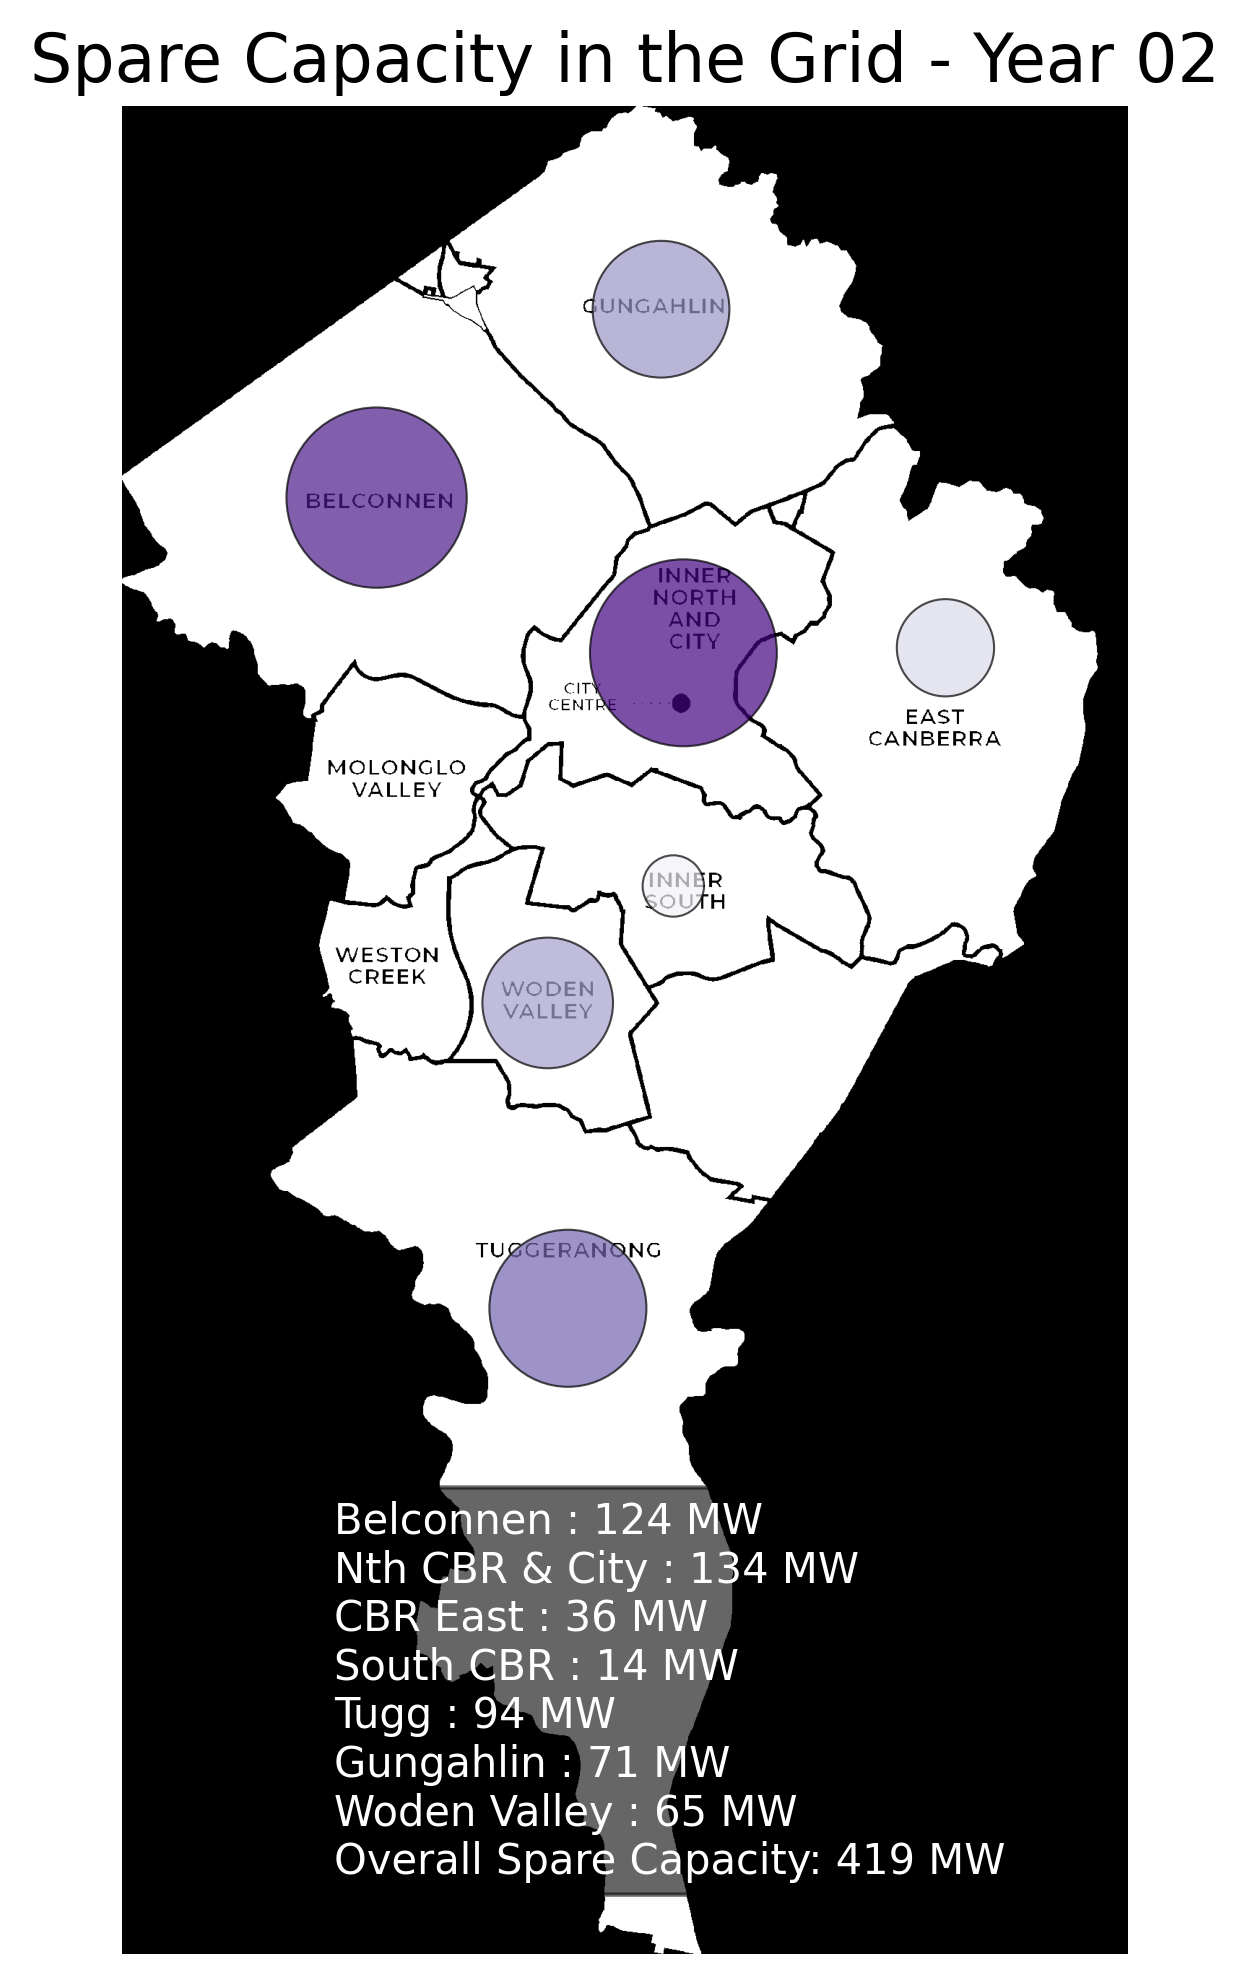 Spare Capacity in the Grid - Year 02
GUNGAHLIN
BELCONNEN
INNER
NORTH
AND
CITY
CITY
CENTRE
EAST
CANBERRA
MOLONGLO
VALLEY
INNER
SOUTH
WESTON
CREEK
WODEN
VALLEY
TUGGERANONG
Belconnen : 124 MW
Nth CBR & City : 134 MW
CBR East : 36 MW
South CBR : 14 MW
Tugg : 94 MW
Gungahlin : 71 MW
Woden Valley : 65 MW
Overall Spare Capacity: 419 MW